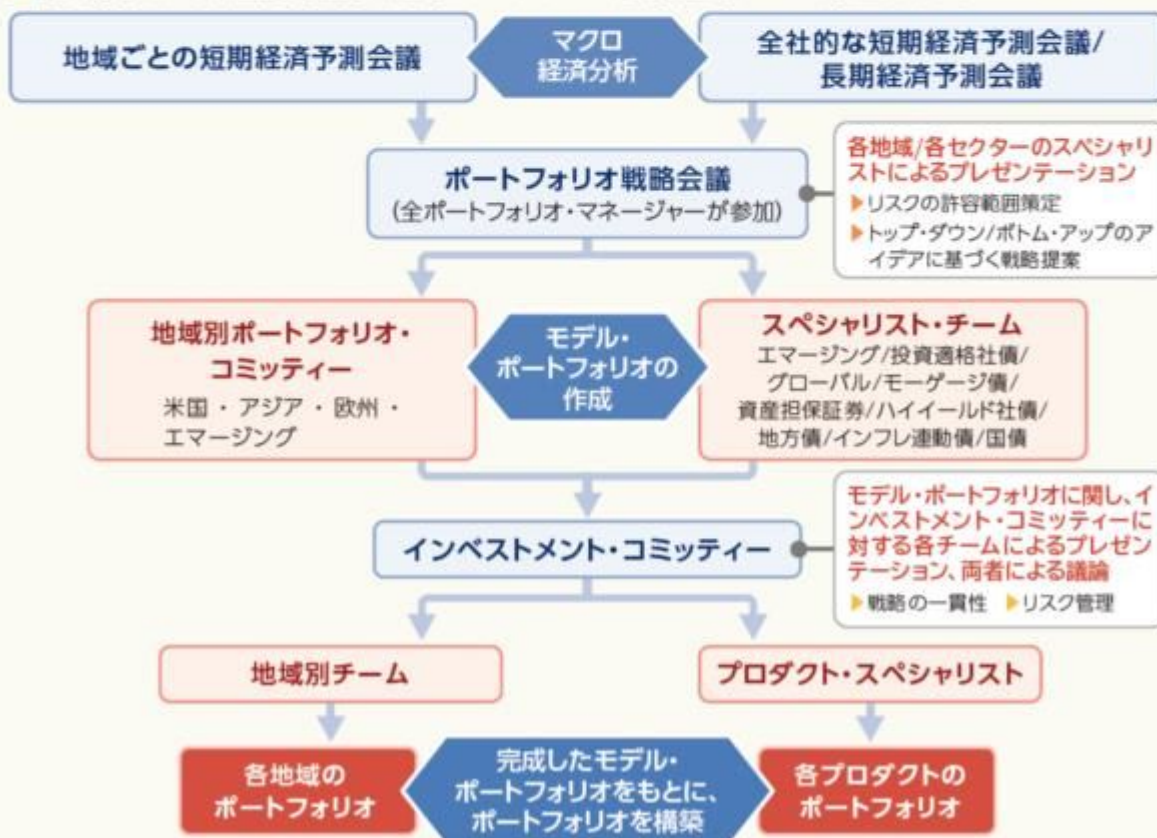 地域ごとの短期経済予測会議
マクロ
経済分析
全社的な短期経済予測会議/
長期経済予測会議
ポートフォリオ戦略会議
(全ポートフォリオ・マネージャーが参加)
各地域/各セクターのスペシャリ
ストによるプレゼンテーション
▶リスクの許容範囲策定
▶トップ・ダウン/ボトム・アップのア
イデアに基づく戦略提案
地域別ポートフォリオ・
コミッティー
米国・アジア・欧州・
エマージング
モデル・
ポートフォリオの
作成
スペシャリスト・チーム
エマージング/投資適格社債/
グローバル/モーゲージ債/
資産担保証券/ハイイールド社債/
地方債/インフレ連動債/国債
インベストメント・コミッティー
モデル・ポートフォリオに関し、イ
ンベストメント・コミッティーに
対する各チームによるプレゼン
テーション、両者による議論
▶戦略の一貫性 ▶リスク管理
地域別チーム
プロダクト・スペシャリスト
各地域の
ポートフォリオ
完成したモデル・
ポートフォリオをもとに、
ポートフォリオを構築
各プロダクトの
ポートフォリオ